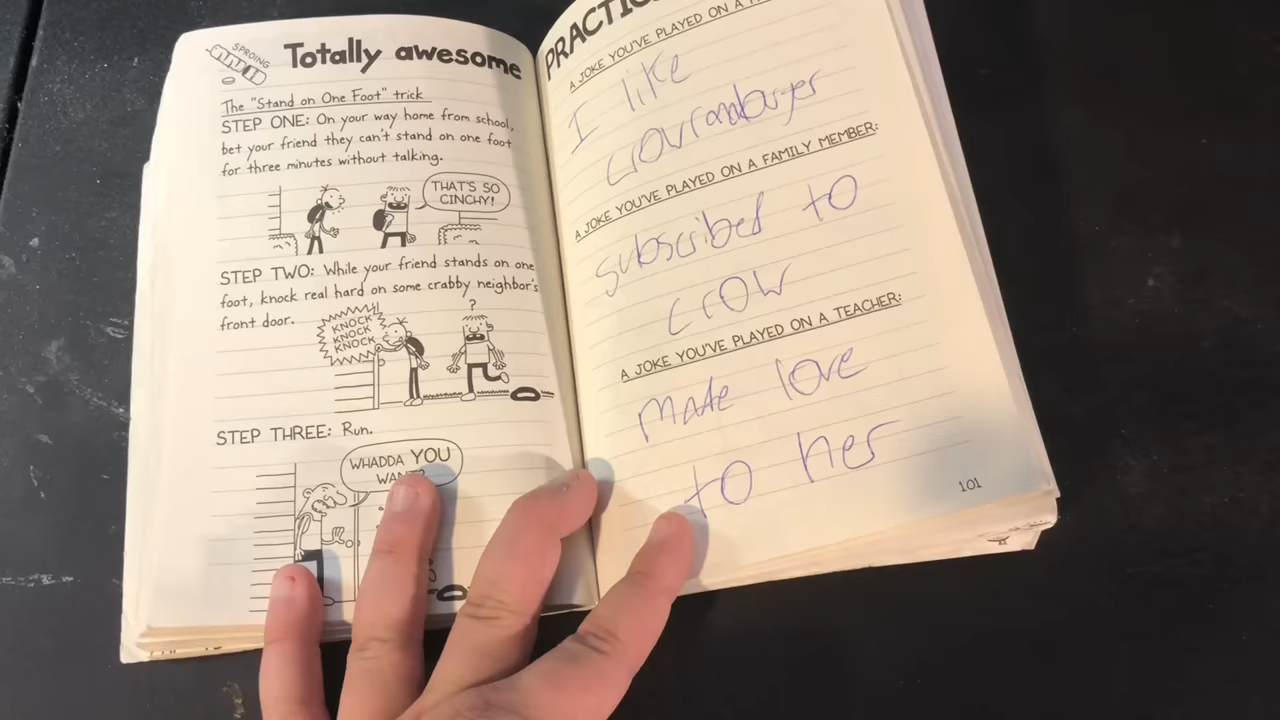 SPROING
Totally awesome
The "Stand on One Foot" trick
STEP ONE: On your way home from school,
bet your friend they can't stand on one foot
for three minutes without talking.
THAT'S SO
CINCHY!
STEP TWO: While your friend stands on one
foot, knock real hard on some crabby neighbor's
front door.
KNOCK
KNOCK
KNOCK
?
STEP THREE: Run.
WHADDA YOU
WANT?
A JOKE YOU'VE PLAYED ON A
I like
A JOKE YOU'VE PLAYED ON A FAMILY MEMBER:
subscribed to
crow
A JOKE YOU'VE PLAYED ON A TEACHER:
made love
to her
101